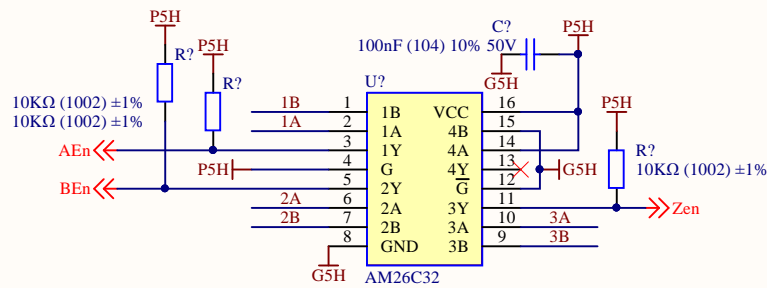 P5H
C?
P5H
R?
P5H
100nF (104) 10% 50V
R?
G5H
U?
10KΩ (1002) ±1%
10KΩ (1002) ±1%
1B 1 1B VCC 16 P5H
1A 2 1A 4B 15
AEn 3 1Y 4A 14 R?
P5H 4 G 4Y 13 G5H 10KΩ (1002) ±1%
BEn 5 2Y G 12
2A 6 2A 3Y 11 Zen
2B 7 2B 3A 10 3A
8 GND 3B 9 3B
G5H
AM26C32